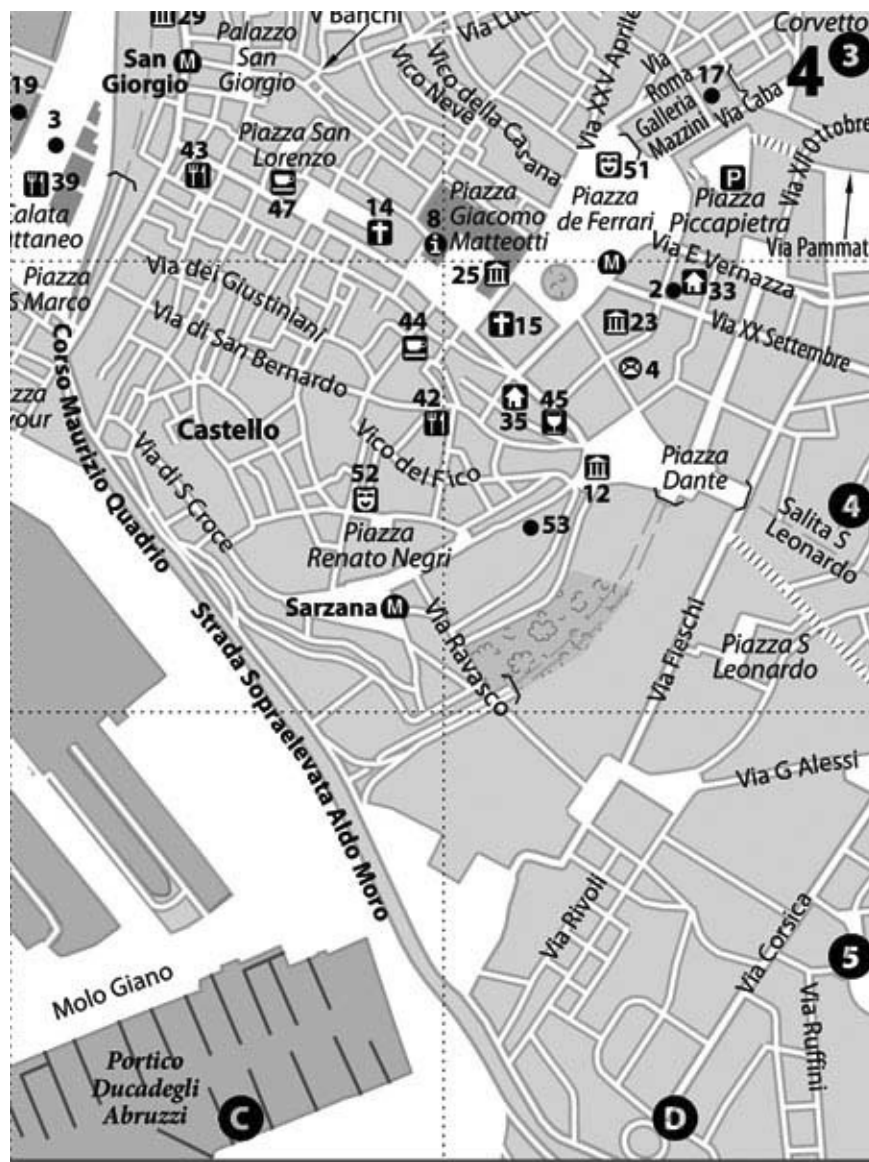 29
Palazzo
San
Giorgio
V Banchi
San
Giorgio
M
Vico Neve
Vico della Casana
Via XXV Aprile
Via
Roma
Galleria
Mazzini
17
Via Caba
Corvetto
4
3
19
3
39
43
Piazza San
Lorenzo
47
14
8
i
Piazza
Giacomo
Matteotti
51
Piazza
de Ferrari
P
Piazza
Piccapietra
Via XII Ottobre
Via Pammat
Calata
ttaneo
Piazza
S Marco
Via dei Giustiniani
Via di San Bernardo
25
M
Via E Vernazza
2
33
15
23
Via XX Settembre
44
4
Corso Maurizio Quadrio
zza
vour
Castello
42
35
45
Via di S Croce
52
Vico del Fico
12
Piazza
Dante
53
Piazza
Renato Negri
Salita S
Leonardo
4
Sarzana
M
Via Ravasco
Via Fieschi
Piazza S
Leonardo
Strada Sopraelevata Aldo Moro
Via G Alessi
Via Rivoli
Via Corsica
5
Via Ruffini
Molo Giano
Portico
Ducadegli
Abruzzi
C
D